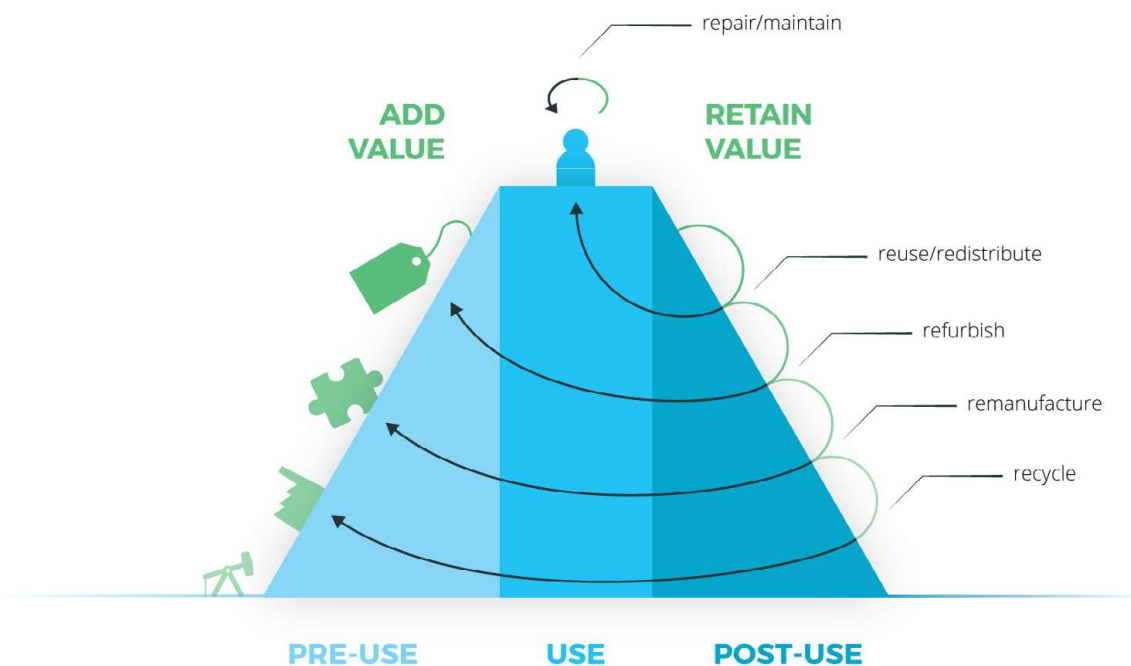 repair/maintain
ADD
VALUE
RETAIN
VALUE
reuse/redistribute
refurbish
remanufacture
recycle
PRE-USE
USE
POST-USE